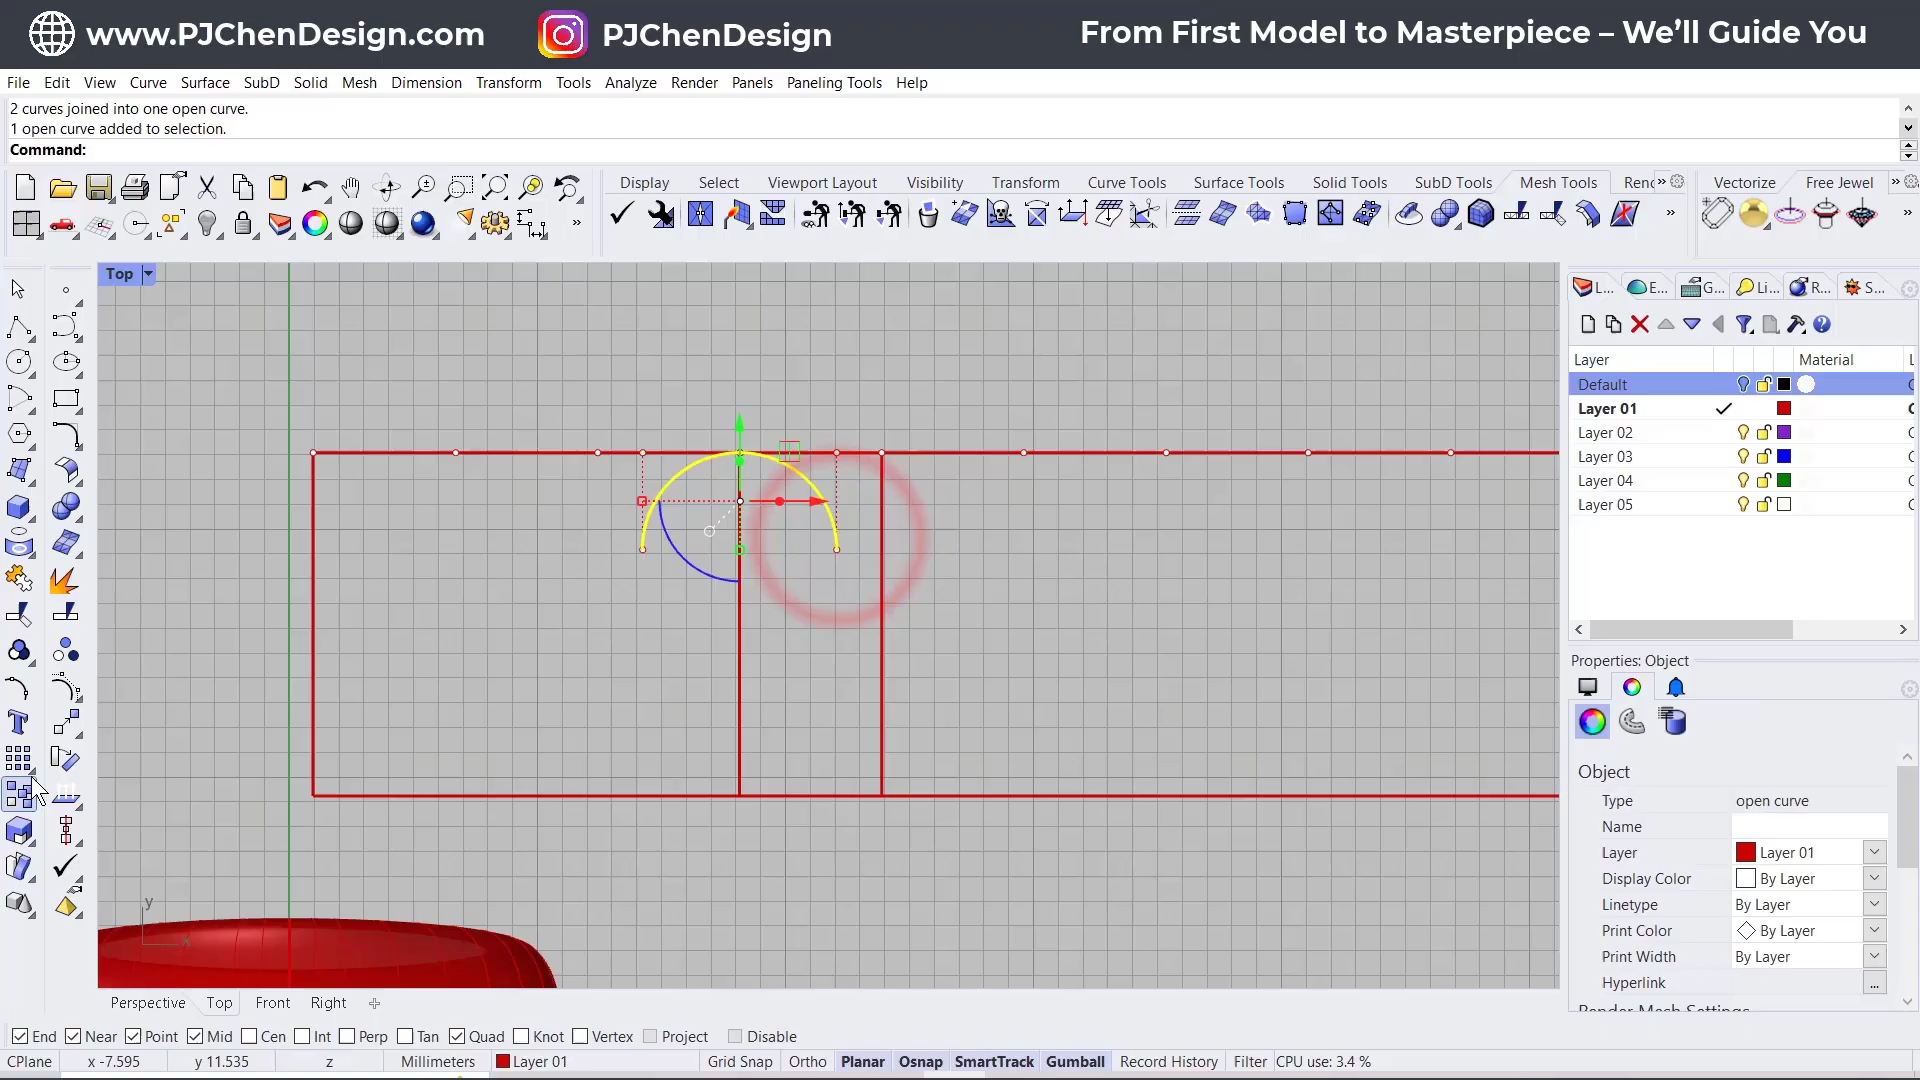 www.PJChenDesign.com PJChenDesign From First Model to Masterpiece – We'll Guide You
File Edit View Curve Surface SubD Solid Mesh Dimension Transform Tools Analyze Render Panels Paneling Tools Help
2 curves joined into one open curve.
1 open curve added to selection.
Command:
Display Select Viewport Layout Visibility Transform Curve Tools Surface Tools Solid Tools SubD Tools Mesh Tools Renc » Vectorize Free Jewel »
» » »
Top
L... E... G... Li... R... S...
Layer Material L
Default
Layer 01
Layer 02
Layer 03
Layer 04
Layer 05
Properties: Object
Object
Type open curve
Name
Layer Layer 01
Display Color By Layer
Linetype By Layer
Print Color By Layer
Print Width By Layer
Hyperlink ...
Render Mesh Settings
y
x
Perspective Top Front Right
End Near Point Mid Cen Int Perp Tan Quad Knot Vertex Project Disable
CPlane x -7.595 y 11.535 z Millimeters Layer 01 Grid Snap Ortho Planar Osnap SmartTrack Gumball Record History Filter CPU use: 3.4 %